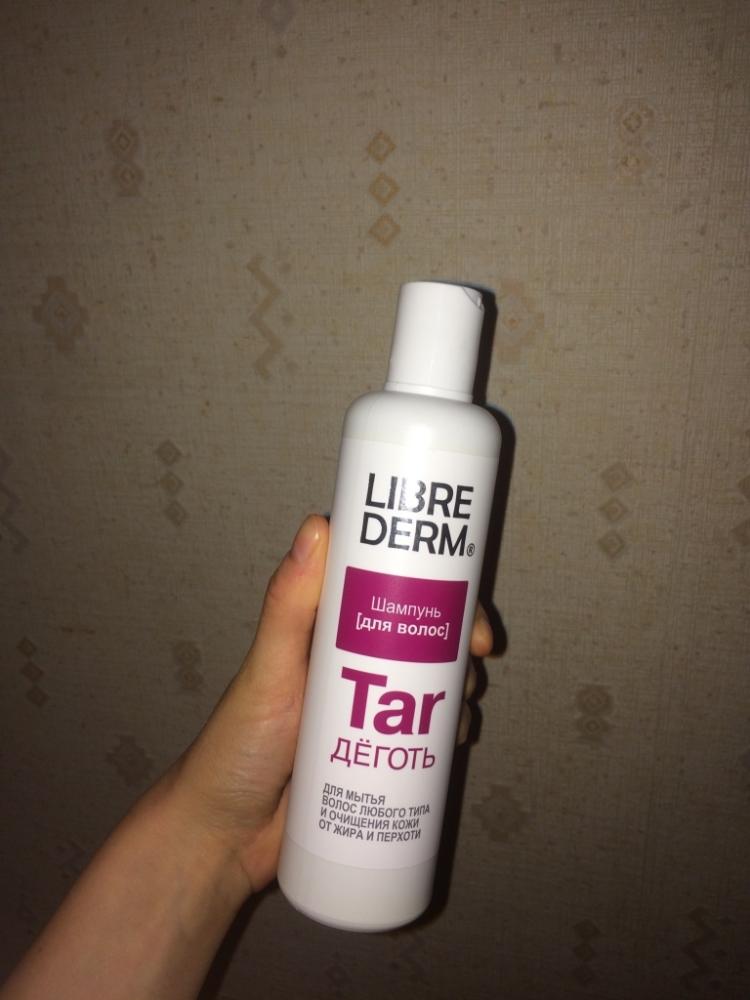 LIBRE
DERM®
Шампунь
[для волос]
Tar
ДЁГОТЬ
ДЛЯ МЫТЬЯ
ВОЛОС ЛЮБОГО ТИПА
И ОЧИЩЕНИЯ КОЖИ
ОТ ЖИРА И ПЕРХОТИ